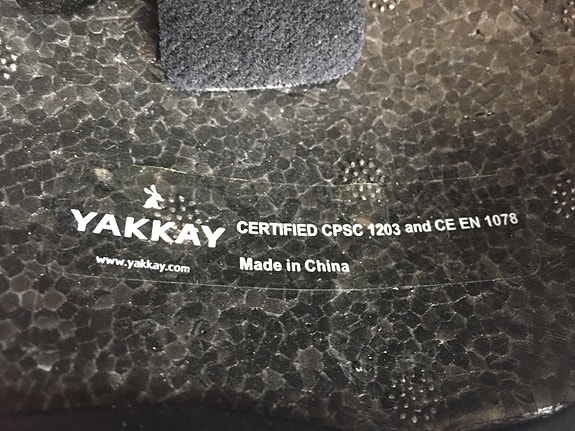 YAKKAY CERTIFIED CPSC 1203 and CE EN 1078
www.yakkay.com Made in China